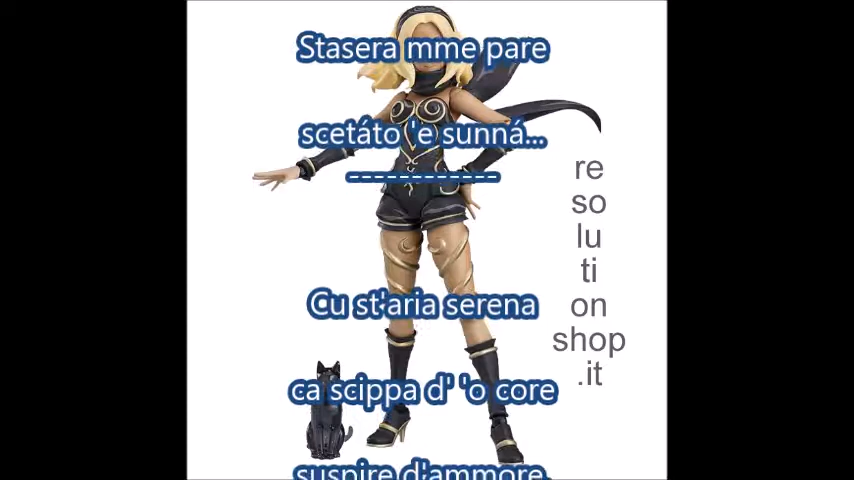 Stasera mme pare
scetáto 'e sunná...
------------
Cu st'aria serena
ca scippa d' 'o core
suspire d'ammore
re
so
lu
ti
on
shop
.it